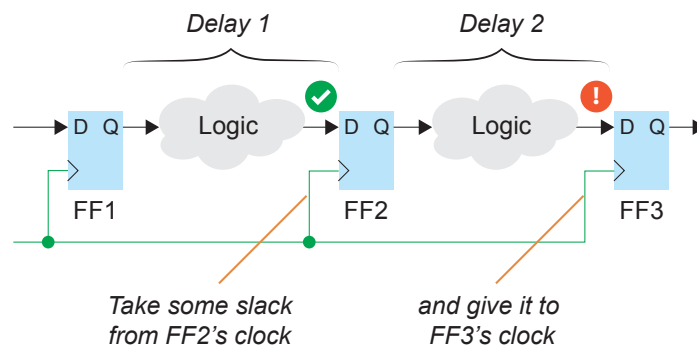 Delay 1
Delay 2
!
D Q
Logic
D Q
Logic
D Q
FF1
FF2
FF3
Take some slack
from FF2's clock
and give it to
FF3's clock